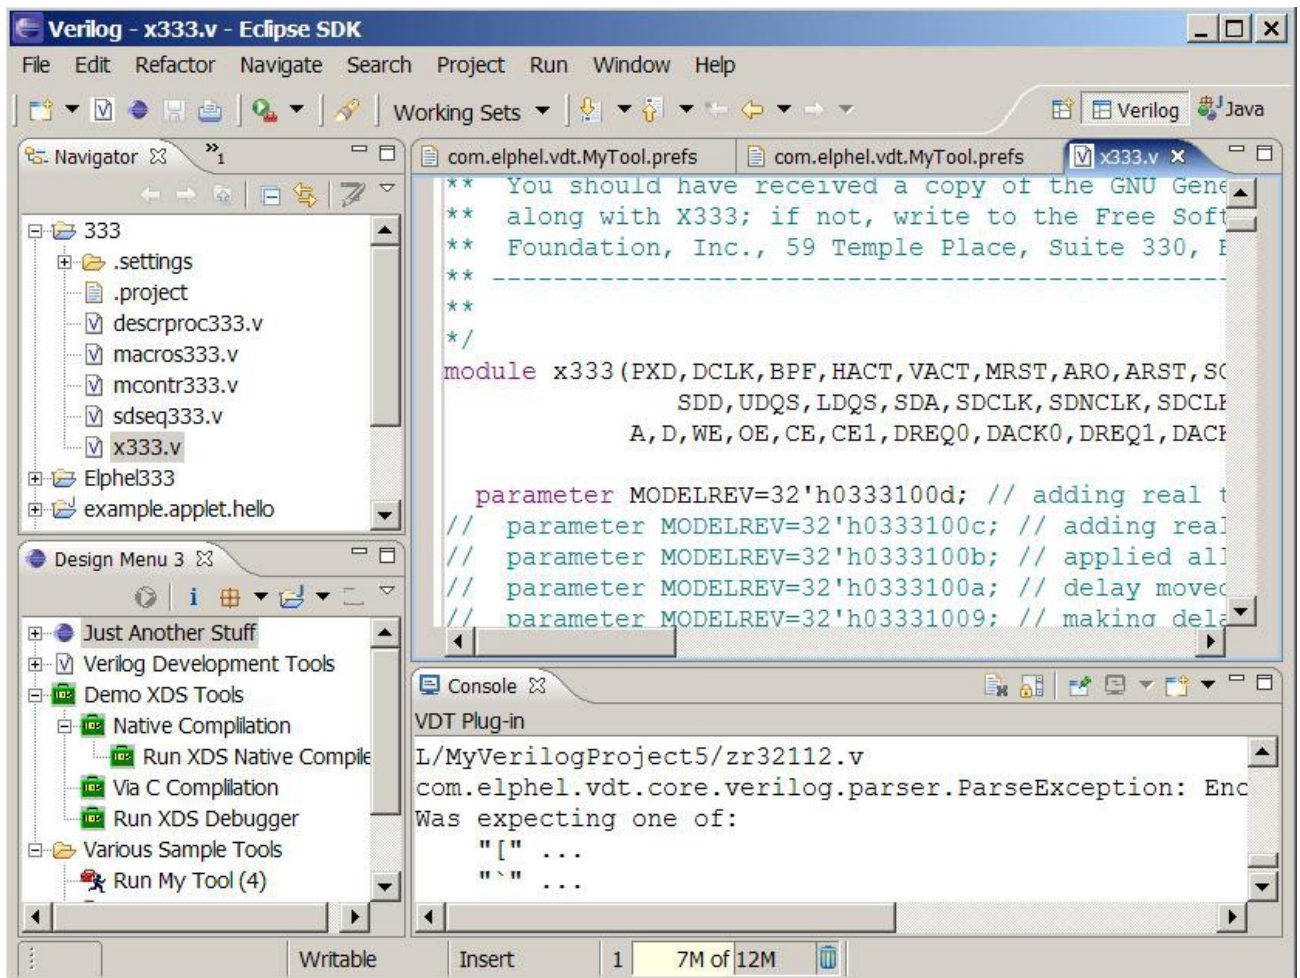 Verilog - x333.v - Eclipse SDK
File Edit Refactor Navigate Search Project Run Window Help
Working Sets
Verilog Java
Navigator
1
333
.settings
.project
descrproc333.v
macros333.v
mcontr333.v
sdseq333.v
x333.v
Elphel333
example.applet.hello
com.elphel.vdt.MyTool.prefs com.elphel.vdt.MyTool.prefs x333.v
** You should have received a copy of the GNU Gene
** along with X333; if not, write to the Free Soft
** Foundation, Inc., 59 Temple Place, Suite 330,
** -----------------------------------------------
**
*/
module x333(PXD,DCLK,BPF,HACT,VACT,MRST,ARO,ARST,
SDD,UDQS,LDQS,SDA,SDCLK,SDNCLK,
A,D,WE,OE,CE,CE1,DREQ0,DACK0,DREQ1,
parameter MODELREV=32'h0333100d; // adding real t
// parameter MODELREV=32'h0333100c; // adding real
// parameter MODELREV=32'h0333100b; // applied all
// parameter MODELREV=32'h0333100a; // delay moved
// parameter MODELREV=32'h03331009; // making dela
Design Menu 3
Just Another Stuff
Verilog Development Tools
Demo XDS Tools
Native Complilation
Run XDS Native Compile
Via C Complilation
Run XDS Debugger
Various Sample Tools
Run My Tool (4)
Console
VDT Plug-in
L/MyVerilogProject5/zr32112.v
com.elphel.vdt.core.verilog.parser.ParseException: Enc
Was expecting one of:
"[" ...
"`" ...
Writable Insert 1 7M of 12M